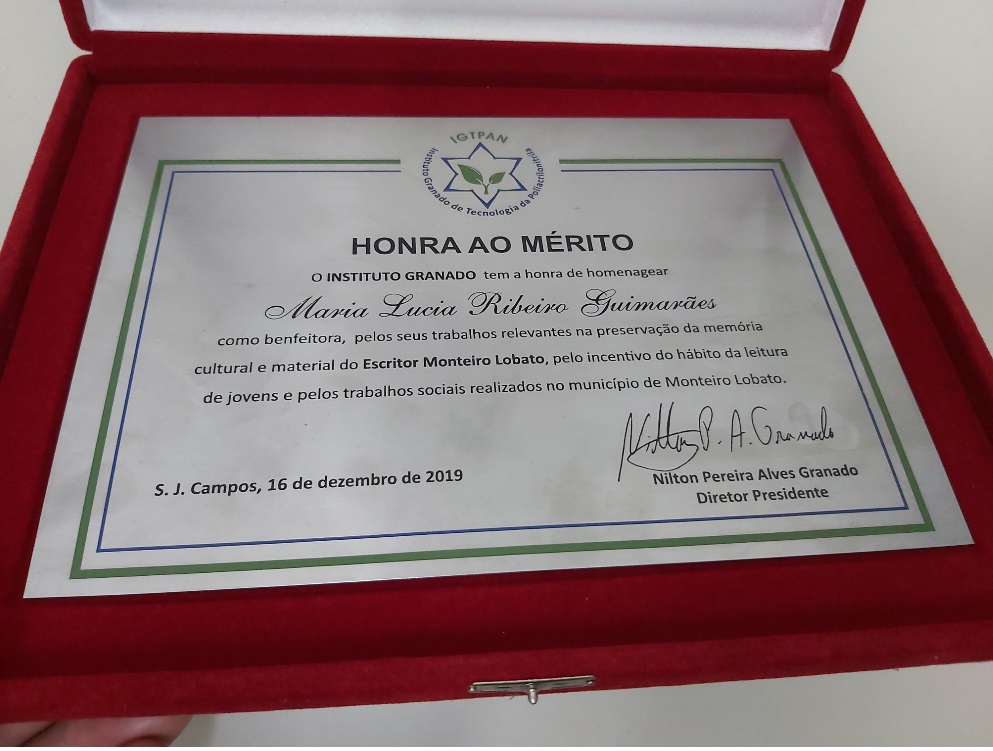 IGTPAN
Instituto Granado de Tecnologia da Poliacrilonitrila
HONRA AO MÉRITO
O INSTITUTO GRANADO tem a honra de homenagear
Maria Lucia Ribeiro Guimarães
como benfeitora, pelos seus trabalhos relevantes na preservação da memória
cultural e material do Escritor Monteiro Lobato, pelo incentivo do hábito da leitura
de jovens e pelos trabalhos sociais realizados no município de Monteiro Lobato.
Nilton P. A. Granado
S. J. Campos, 16 de dezembro de 2019
Nilton Pereira Alves Granado
Diretor Presidente